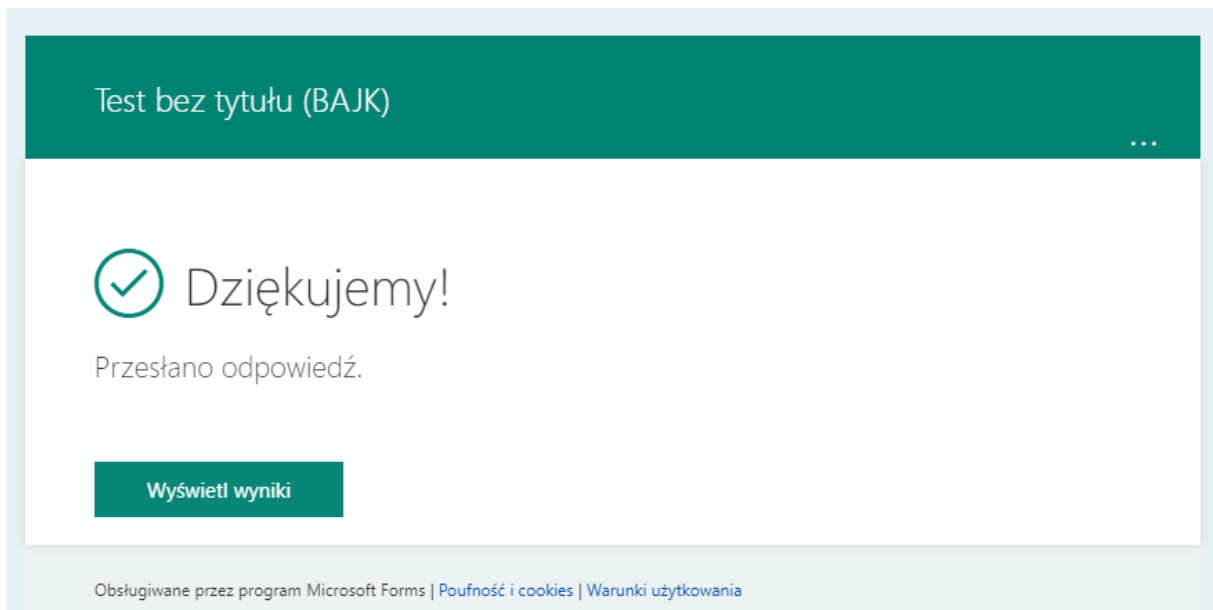 Test bez tytułu (BAJK)
...
Dziękujemy!
Przesłano odpowiedź.
Wyświetl wyniki
Obsługiwane przez program Microsoft Forms | Poufność i cookies | Warunki użytkowania